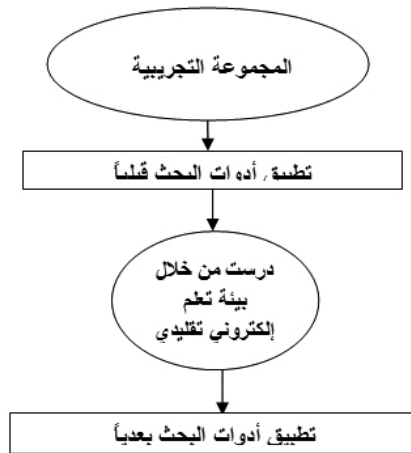 المجموعة التجريبية
تطبيق أدوات البحث قبلياً
درست من خلال
بيئة تعلم
إلكتروني تقليدي
تطبيق أدوات البحث بعدياً